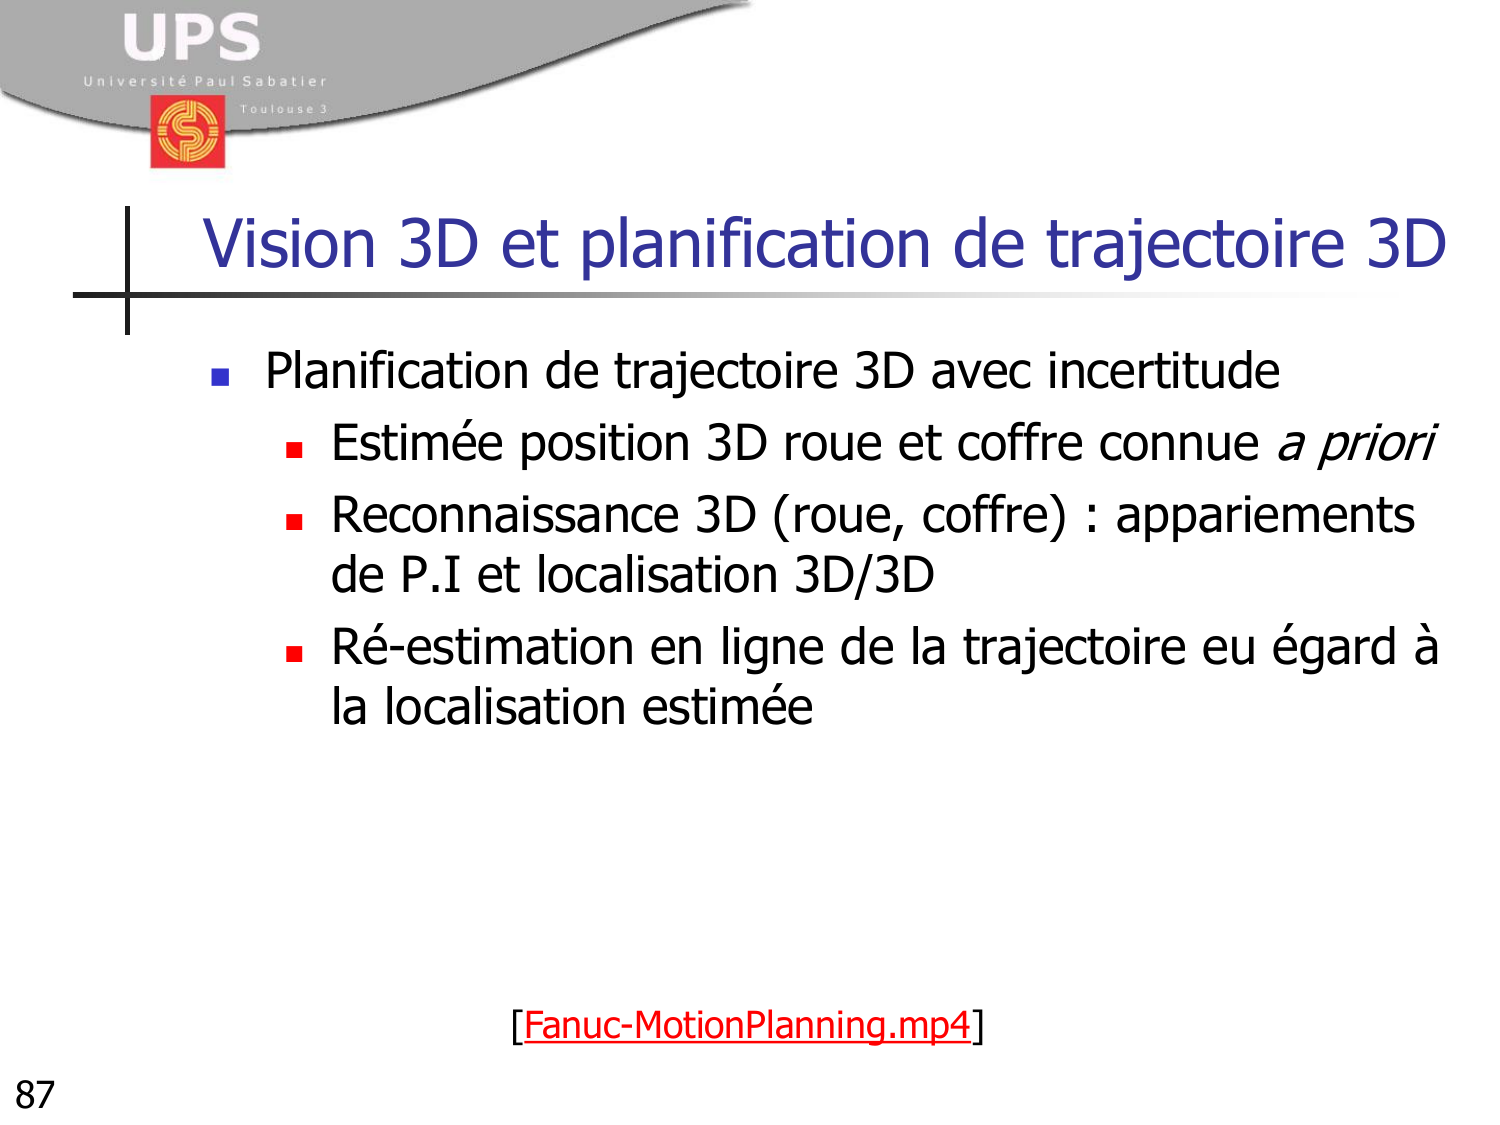 UPS
Université Paul Sabatier
Toulouse 3
Vision 3D et planification de trajectoire 3D
Planification de trajectoire 3D avec incertitude
Estimée position 3D roue et coffre connue a priori
Reconnaissance 3D (roue, coffre) : appariements
de P.I et localisation 3D/3D
Ré-estimation en ligne de la trajectoire eu égard à
la localisation estimée
[Fanuc-MotionPlanning.mp4]
87